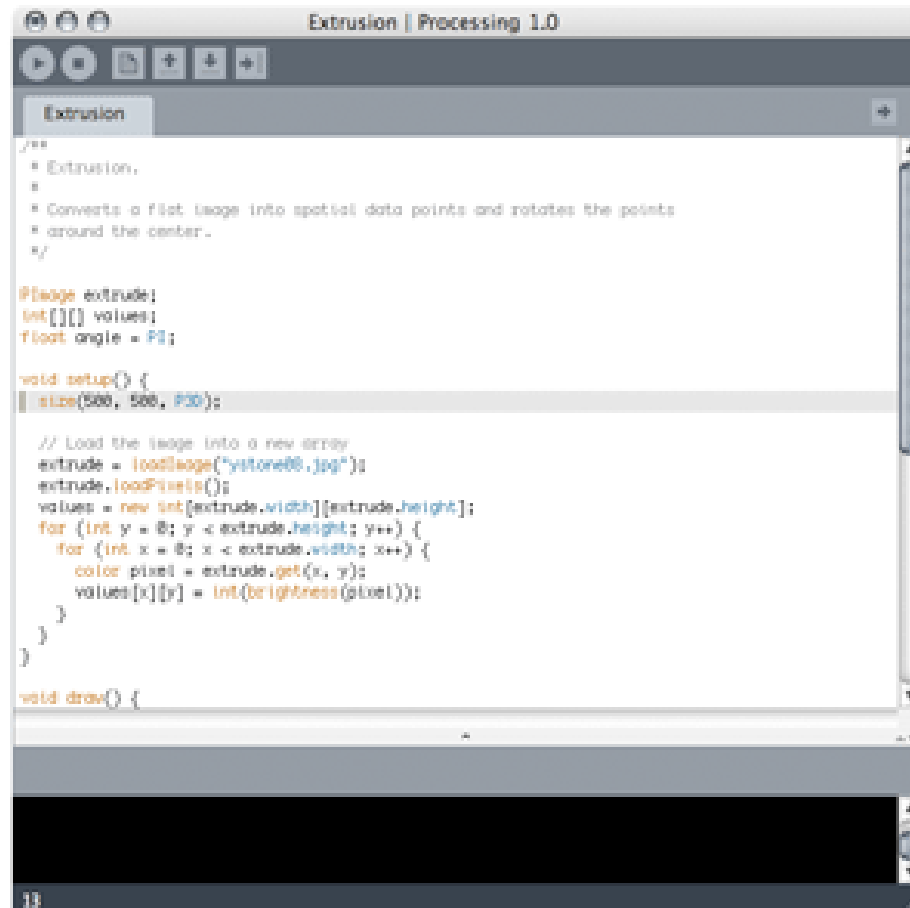 Extrusion | Processing 1.0
Extrusion
/**
* Extrusion.
*
* Converts a flat image into spatial data points and rotates the points
* around the center.
*/
PImage extrude;
int[][] values;
float angle = PI;
void setup() {
size(500, 500, P3D);
// Load the image into a new array
extrude = loadImage("ystone08.jpg");
extrude.loadPixels();
values = new int[extrude.width][extrude.height];
for (int y = 0; y < extrude.height; y++) {
for (int x = 0; x < extrude.width; x++) {
color pixel = extrude.get(x, y);
values[x][y] = int(brightness(pixel));
}
}
}
void draw() {
13